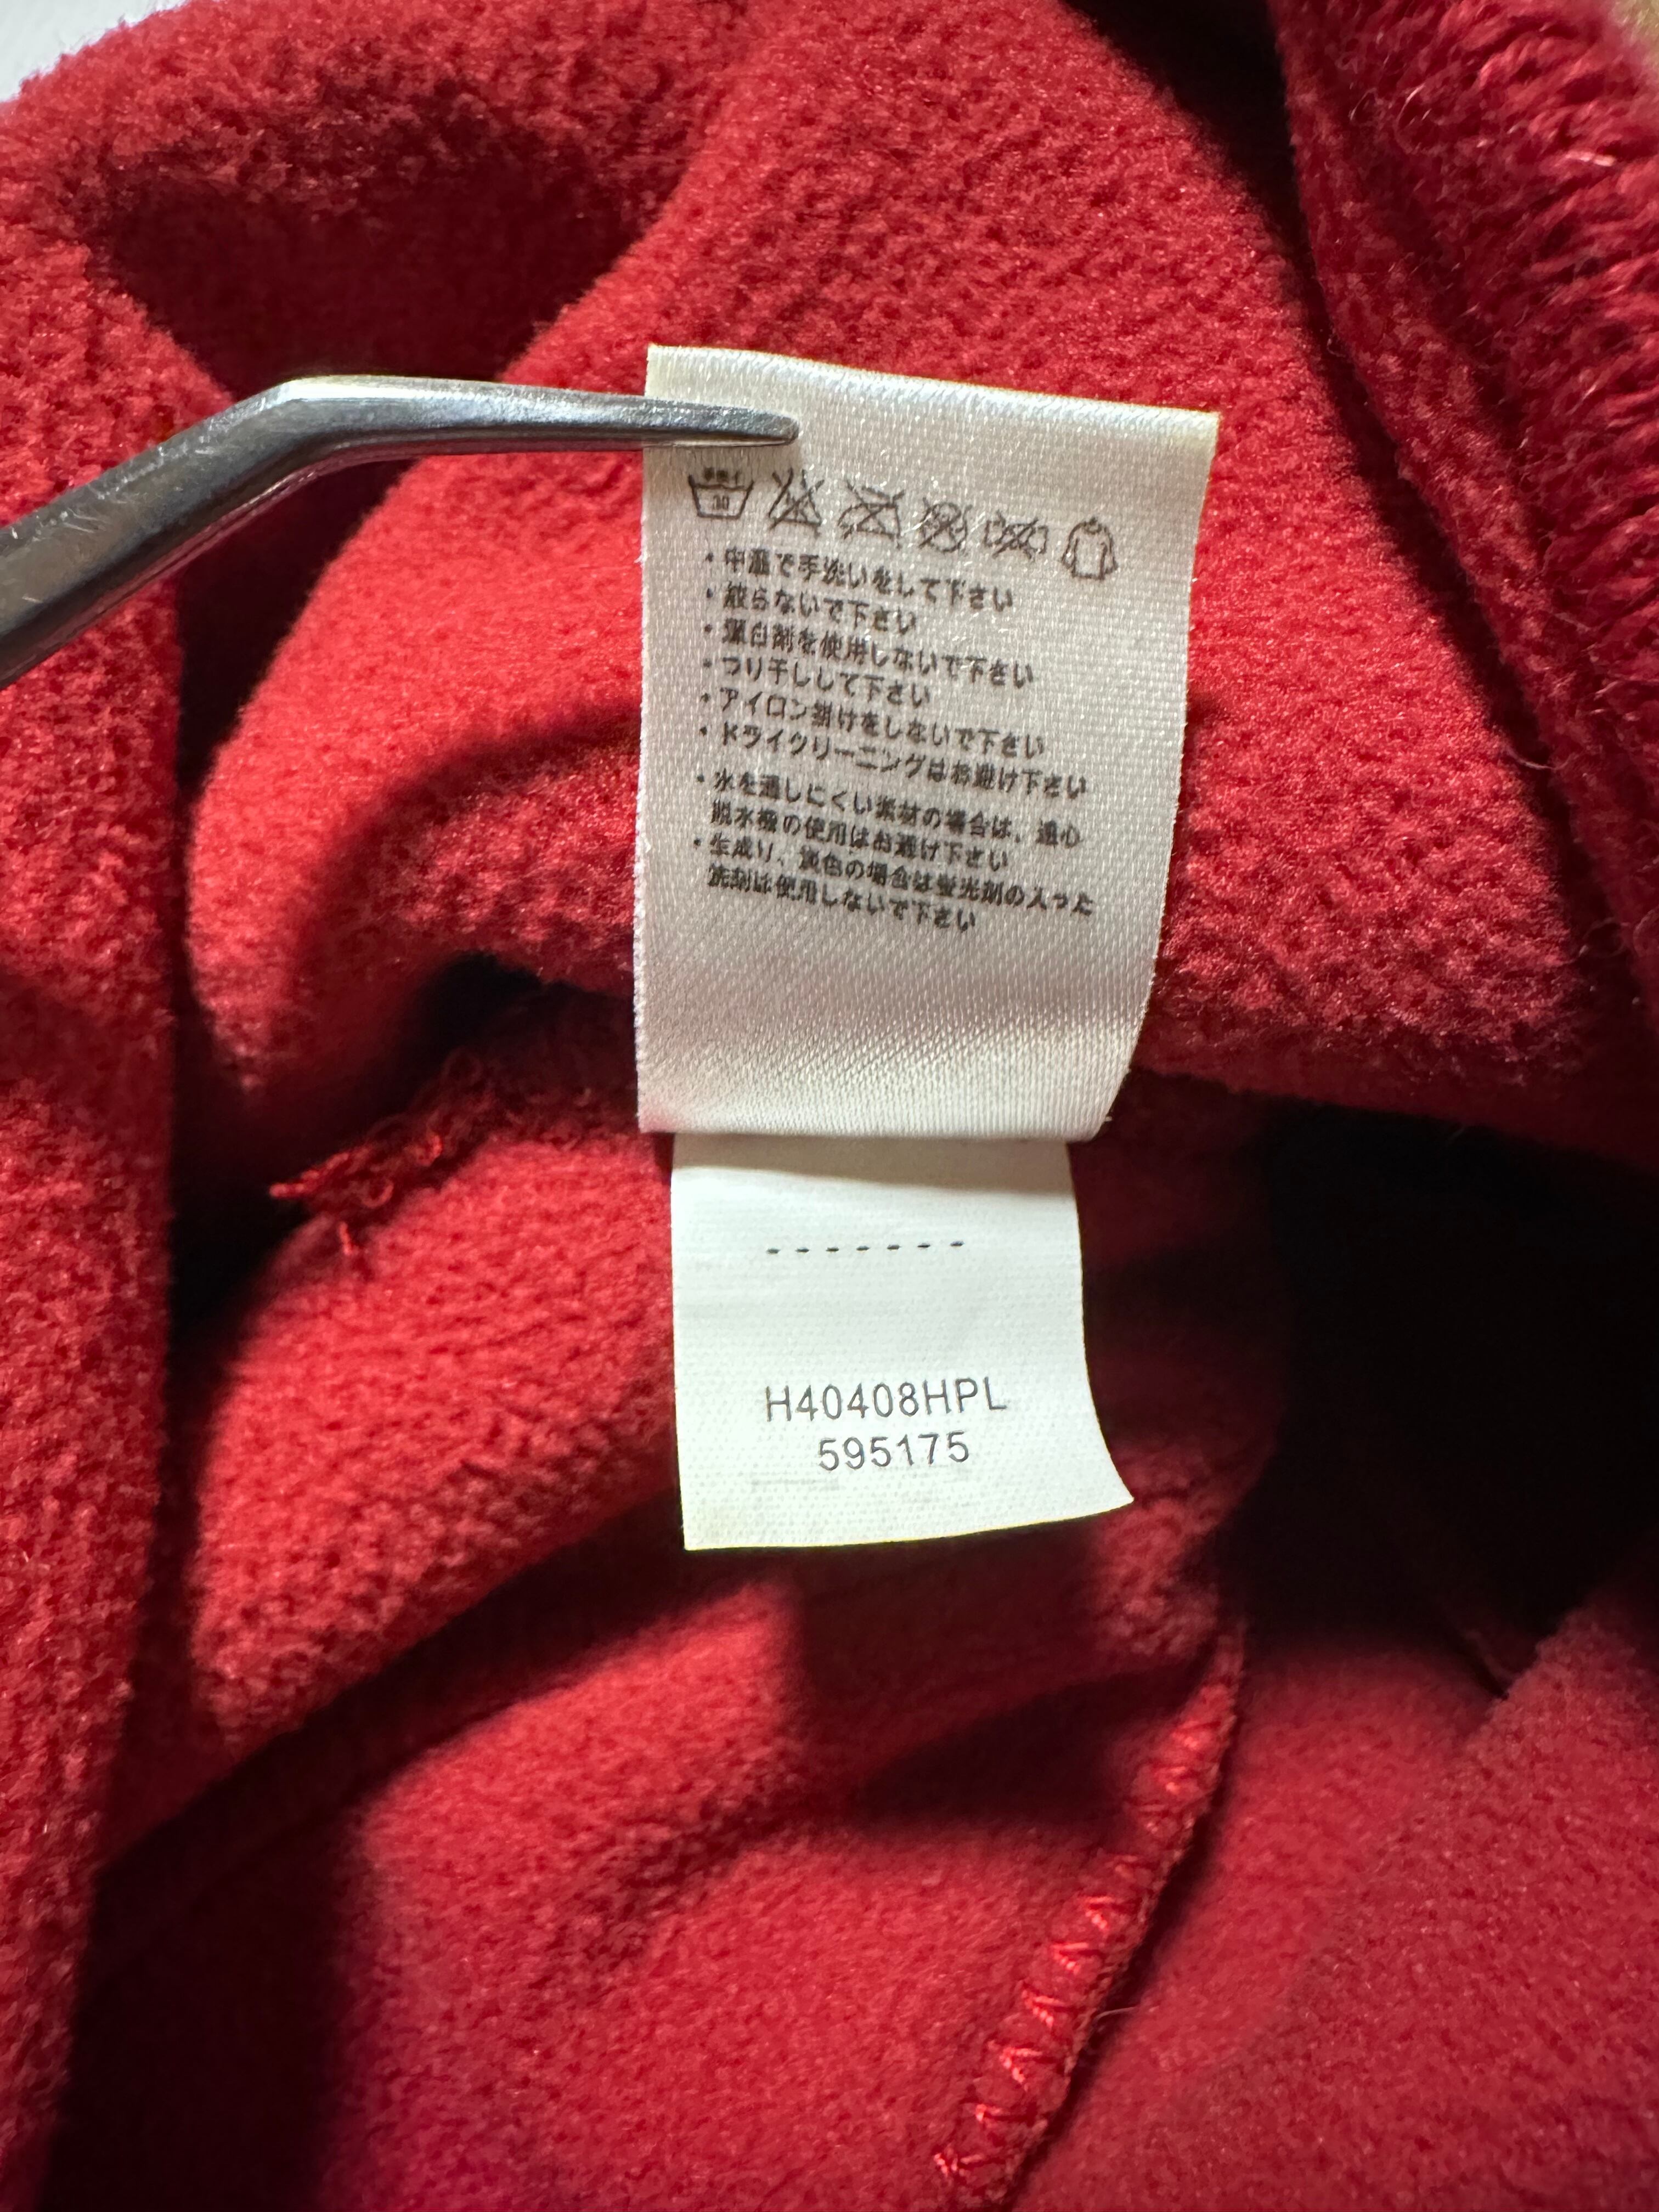 手洗イ
30
・中温で手洗いをして下さい
・絞らないで下さい
・漂白剤を使用しないで下さい
・つり干しして下さい
・アイロン掛けをしないで下さい
・ドライクリーニングはお避け下さい
・水を通しにくい素材の場合は、遠心
脱水機の使用はお避け下さい
・生成り、淡色の場合は蛍光剤の入った
洗剤は使用しないで下さい
-------
H40408HPL
595175